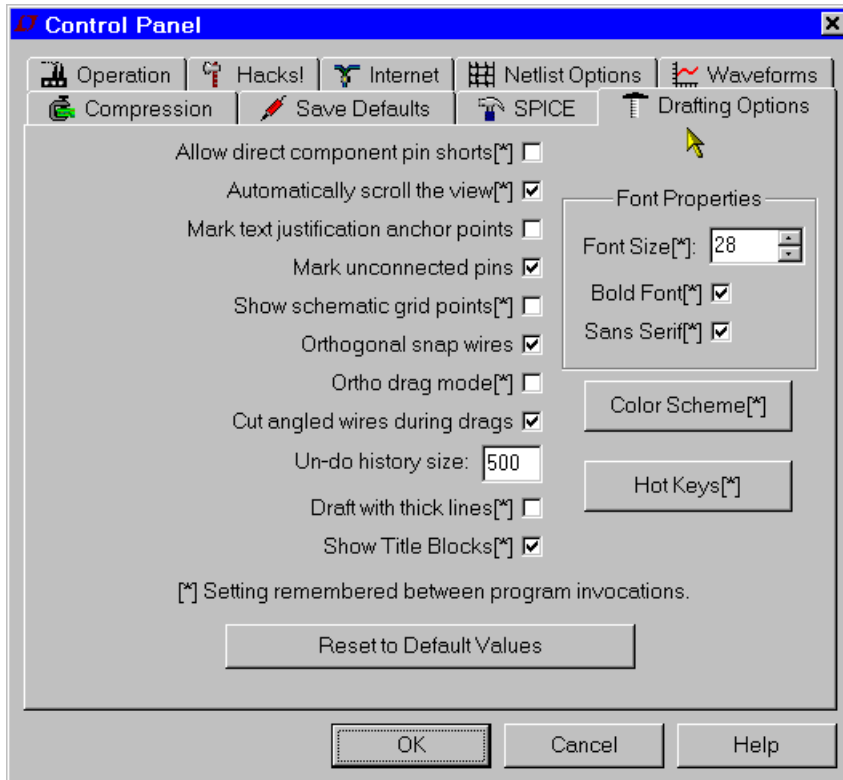 Control Panel
Operation Hacks! Internet Netlist Options Waveforms
Compression Save Defaults SPICE Drafting Options
Allow direct component pin shorts[*]
Automatically scroll the view[*]
Mark text justification anchor points
Mark unconnected pins
Show schematic grid points[*]
Orthogonal snap wires
Ortho drag mode[*]
Cut angled wires during drags
Un-do history size: 500
Draft with thick lines[*]
Show Title Blocks[*]
Font Properties
Font Size[*]: 28
Bold Font[*]
Sans Serif[*]
Color Scheme[*]
Hot Keys[*]
[*] Setting remembered between program invocations.
Reset to Default Values
OK Cancel Help